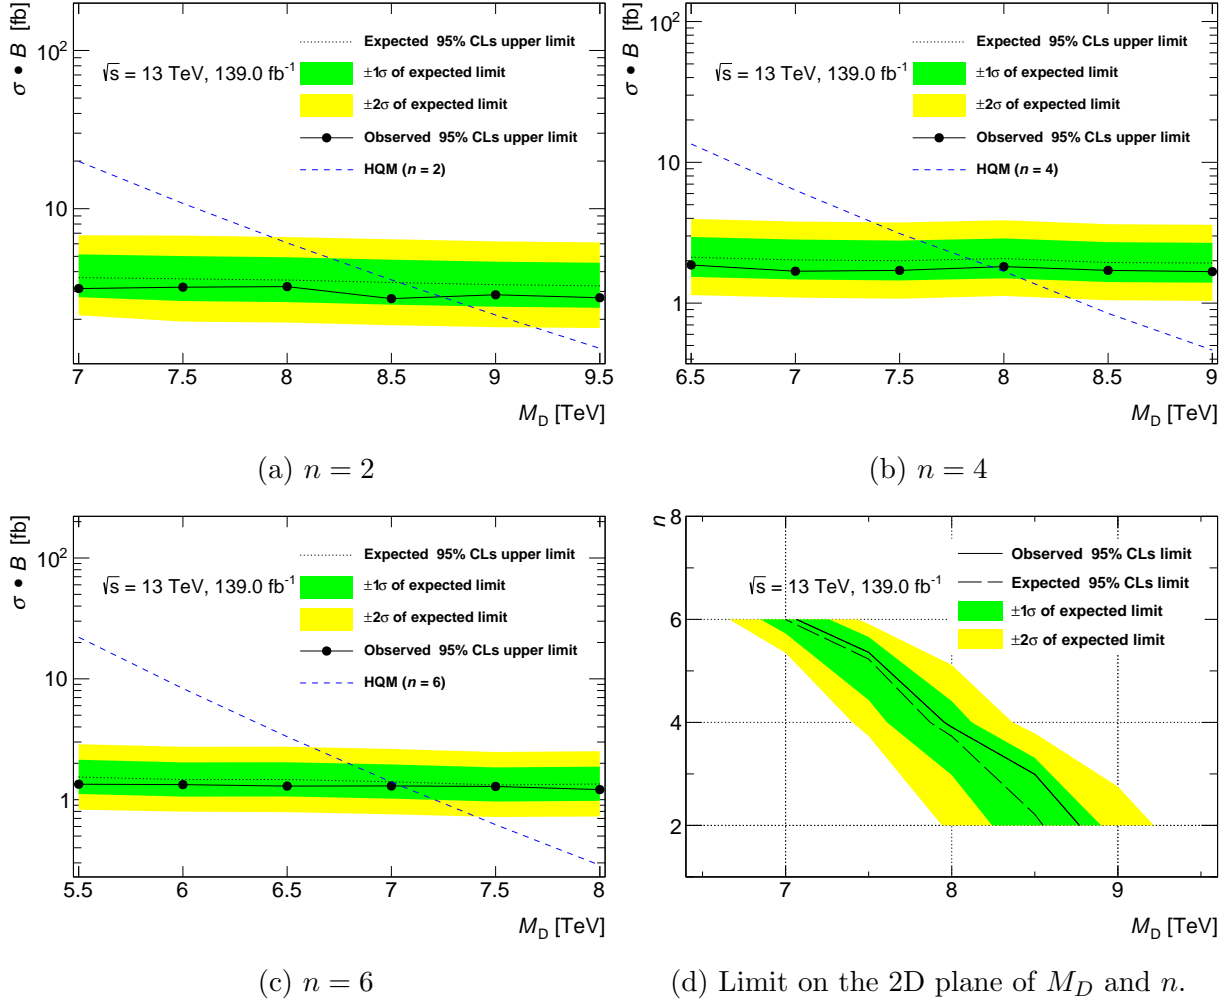 σ • B [fb]
10²
10
Expected 95% CLs upper limit
√s = 13 TeV, 139.0 fb⁻¹
±1σ of expected limit
±2σ of expected limit
Observed 95% CLs upper limit
HQM (n = 2)
7 7.5 8 8.5 9 9.5
M_D [TeV]
(a) n = 2
σ • B [fb]
10²
10
1
Expected 95% CLs upper limit
√s = 13 TeV, 139.0 fb⁻¹
±1σ of expected limit
±2σ of expected limit
Observed 95% CLs upper limit
HQM (n = 4)
6.5 7 7.5 8 8.5 9
M_D [TeV]
(b) n = 4
σ • B [fb]
10²
10
1
Expected 95% CLs upper limit
√s = 13 TeV, 139.0 fb⁻¹
±1σ of expected limit
±2σ of expected limit
Observed 95% CLs upper limit
HQM (n = 6)
5.5 6 6.5 7 7.5 8
M_D [TeV]
(c) n = 6
n
8
6
4
2
Observed 95% CLs limit
√s = 13 TeV, 139.0 fb⁻¹
Expected 95% CLs limit
±1σ of expected limit
±2σ of expected limit
7 8 9
M_D [TeV]
(d) Limit on the 2D plane of M_D and n.